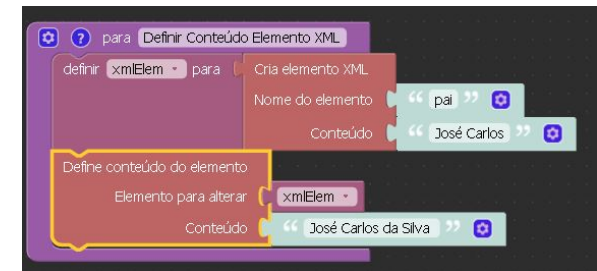 ? para Definir Conteúdo Elemento XML
definir xmlElem para Cria elemento XML
Nome do elemento “ pai ”
Conteúdo “ José Carlos ”
Define conteúdo do elemento
Elemento para alterar xmlElem
Conteúdo “ José Carlos da Silva ”